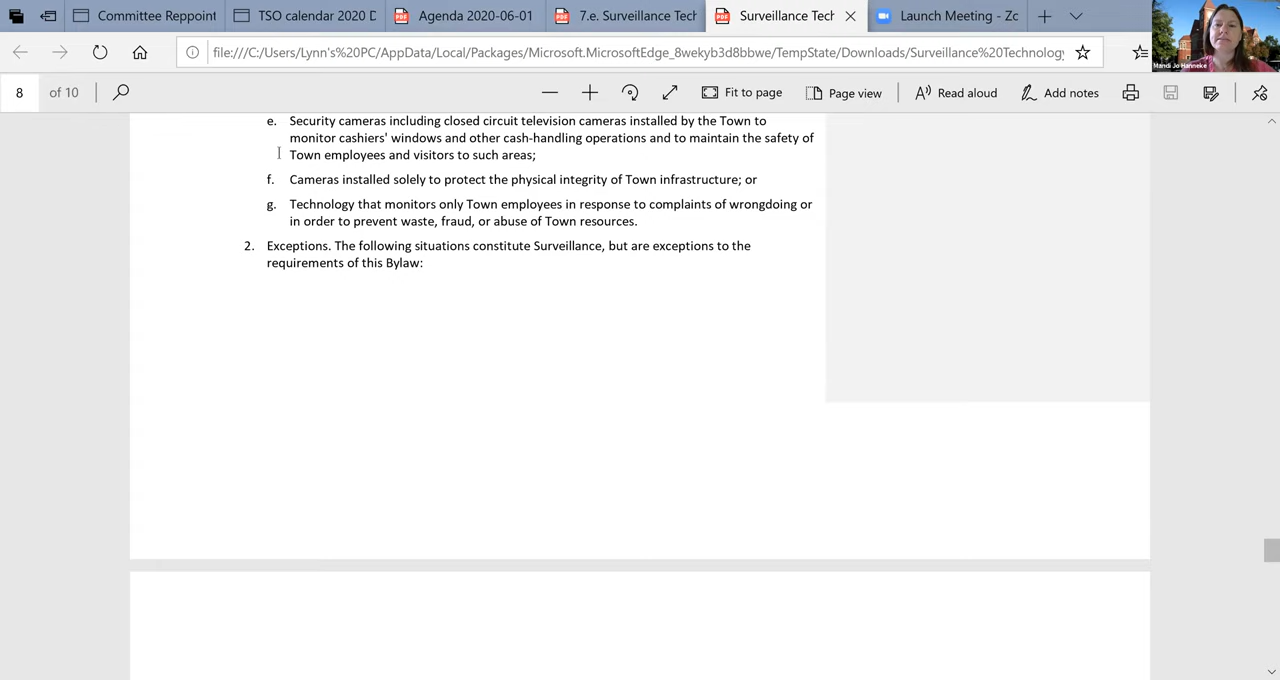 Committee Reppoint
TSO calendar 2020 D
Agenda 2020-06-01
7.e. Surveillance Tech
Surveillance Tech
Launch Meeting - Zo
file:///C:/Users/Lynn's%20PC/AppData/Local/Packages/Microsoft.MicrosoftEdge_8wekyb3d8bbwe/TempState/Downloads/Surveillance%20Technology
Mandi Jo Hanneke
8 of 10
Fit to page
Page view
Read aloud
Add notes
e. Security cameras including closed circuit television cameras installed by the Town to
monitor cashiers' windows and other cash-handling operations and to maintain the safety of
Town employees and visitors to such areas;
f. Cameras installed solely to protect the physical integrity of Town infrastructure; or
g. Technology that monitors only Town employees in response to complaints of wrongdoing or
in order to prevent waste, fraud, or abuse of Town resources.
2. Exceptions. The following situations constitute Surveillance, but are exceptions to the
requirements of this Bylaw: